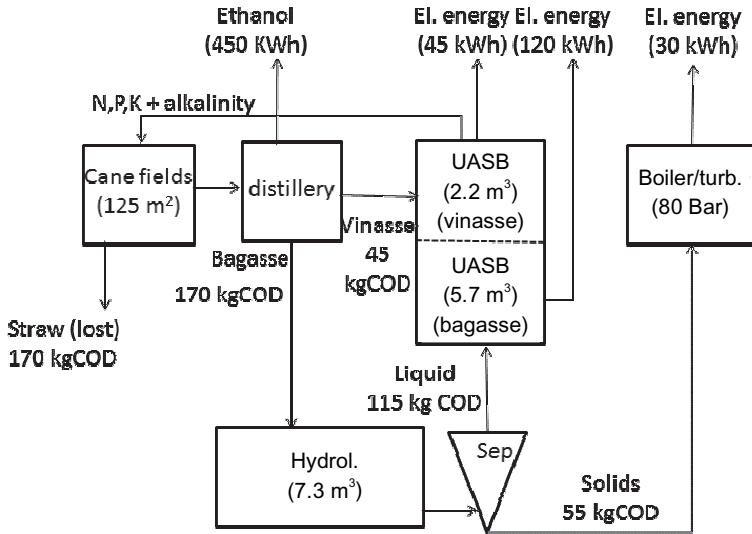 Ethanol
(450 KWh)
El. energy
(45 kWh)
El. energy
(120 kWh)
El. energy
(30 kWh)
N,P,K + alkalinity
Cane fields
(125 m²)
distillery
UASB
(2.2 m³)
(vinasse)
UASB
(5.7 m³)
(bagasse)
Boiler/turb.
(80 Bar)
Vinasse
45
kgCOD
Bagasse
170 kgCOD
Straw (lost)
170 kgCOD
Liquid
115 kg COD
Hydrol.
(7.3 m³)
Sep
Solids
55 kgCOD